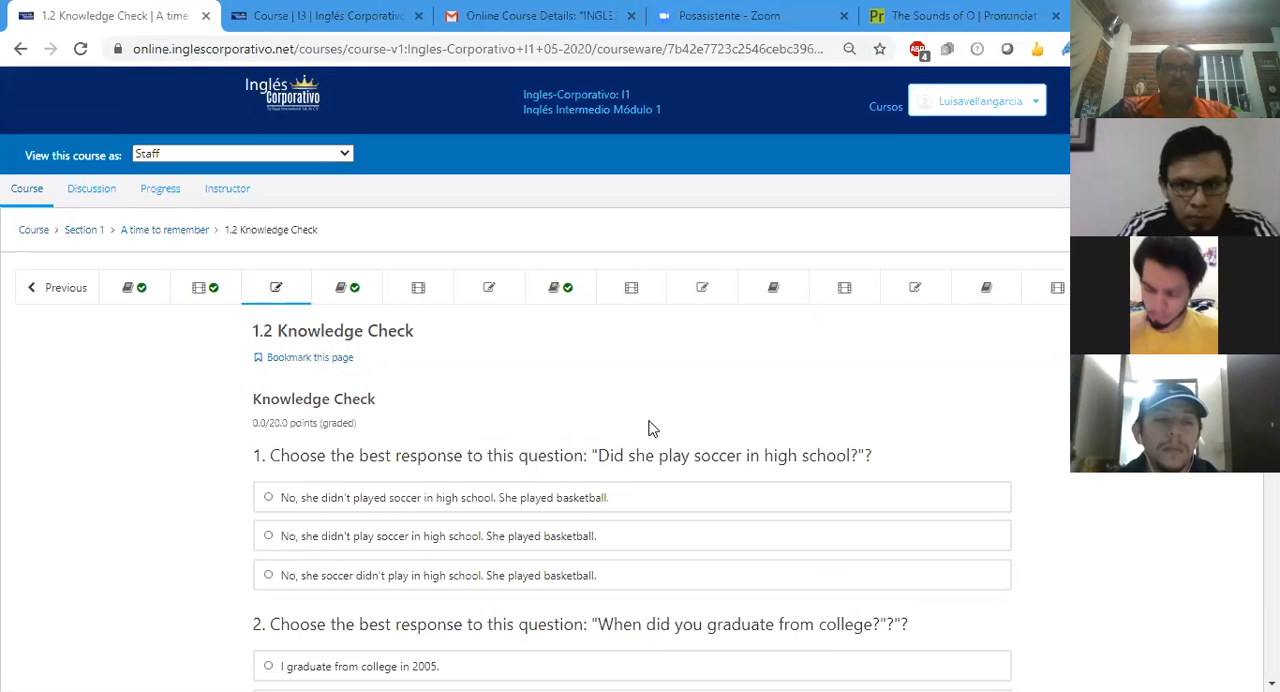 1.2 Knowledge Check | A time
Course | I3 | Inglés Corporativo
Online Course Details: "INGLE
Posasistente - Zoom
The Sounds of O | Pronunciat
online.inglescorporativo.net/courses/course-v1:Ingles-Corporativo+I1+05-2020/courseware/7b42e7723c2546cebc396...
ABP
4
Inglés
Corporativo
Ingles-Corporativo: I1
Inglés Intermedio Módulo 1
Cursos
Luisavellangarcia
View this course as:
Staff
Course
Discussion
Progress
Instructor
Course > Section 1 > A time to remember > 1.2 Knowledge Check
Previous
1.2 Knowledge Check
Bookmark this page
Knowledge Check
0.0/20.0 points (graded)
1. Choose the best response to this question: "Did she play soccer in high school?"?
No, she didn't played soccer in high school. She played basketball.
No, she didn't play soccer in high school. She played basketball.
No, she soccer didn't play in high school. She played basketball.
2. Choose the best response to this question: "When did you graduate from college?"?"?
I graduate from college in 2005.